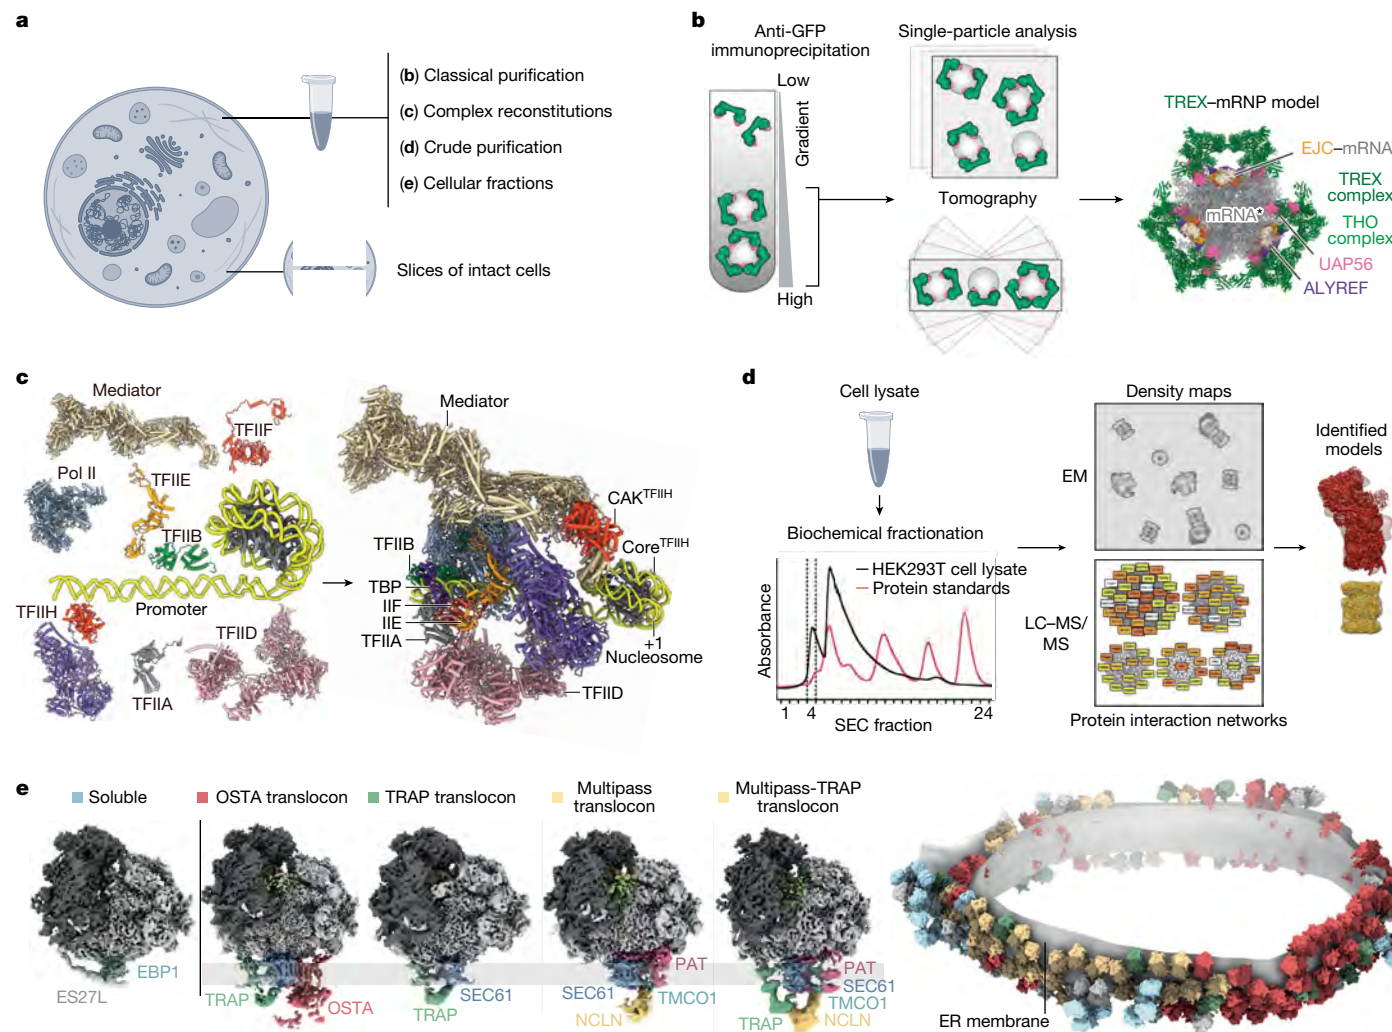 a
(b) Classical purification
(c) Complex reconstitutions
(d) Crude purification
(e) Cellular fractions
Slices of intact cells
b
Anti-GFP
immunoprecipitation
Low
Gradient
High
Single-particle analysis
Tomography
TREX–mRNP model
EJC–mRNA
TREX
complex
mRNA*
THO
complex
UAP56
ALYREF
c
Mediator
TFIIF
Pol II
TFIIE
TFIIB
Promoter
TFIIH
TFIIA
TFIID
Mediator
CAKTFIIH
TFIIB
CoreTFIIH
TBP
IIF
IIE
TFIIA
+1
Nucleosome
TFIID
d
Cell lysate
Biochemical fractionation
HEK293T cell lysate
Protein standards
Absorbance
1 4 24
SEC fraction
Density maps
EM
LC–MS/
MS
Protein interaction networks
Identified
models
e
Soluble
OSTA translocon
TRAP translocon
Multipass
translocon
Multipass-TRAP
translocon
EBP1
ES27L
TRAP
OSTA
SEC61
TRAP
PAT
SEC61
TMCO1
NCLN
PAT
SEC61
TMCO1
TRAP
NCLN
ER membrane